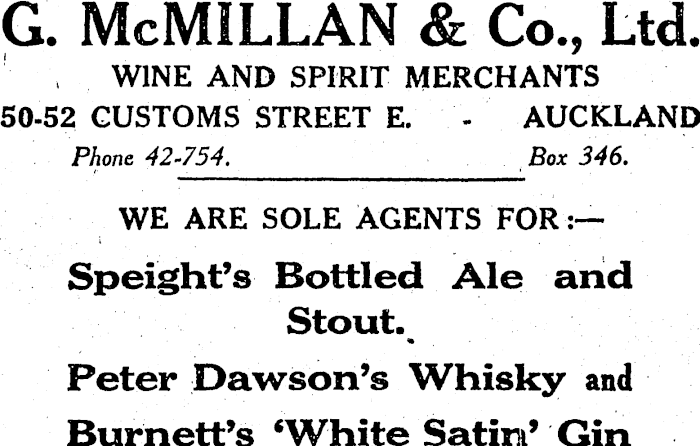 G. McMILLAN & Co., Ltd.
WINE AND SPIRIT MERCHANTS
50-52 CUSTOMS STREET E. - AUCKLAND
Phone 42-754. Box 346.
WE ARE SOLE AGENTS FOR:—
Speight's Bottled Ale and
Stout.
Peter Dawson's Whisky and
Burnett's 'White Satin' Gin